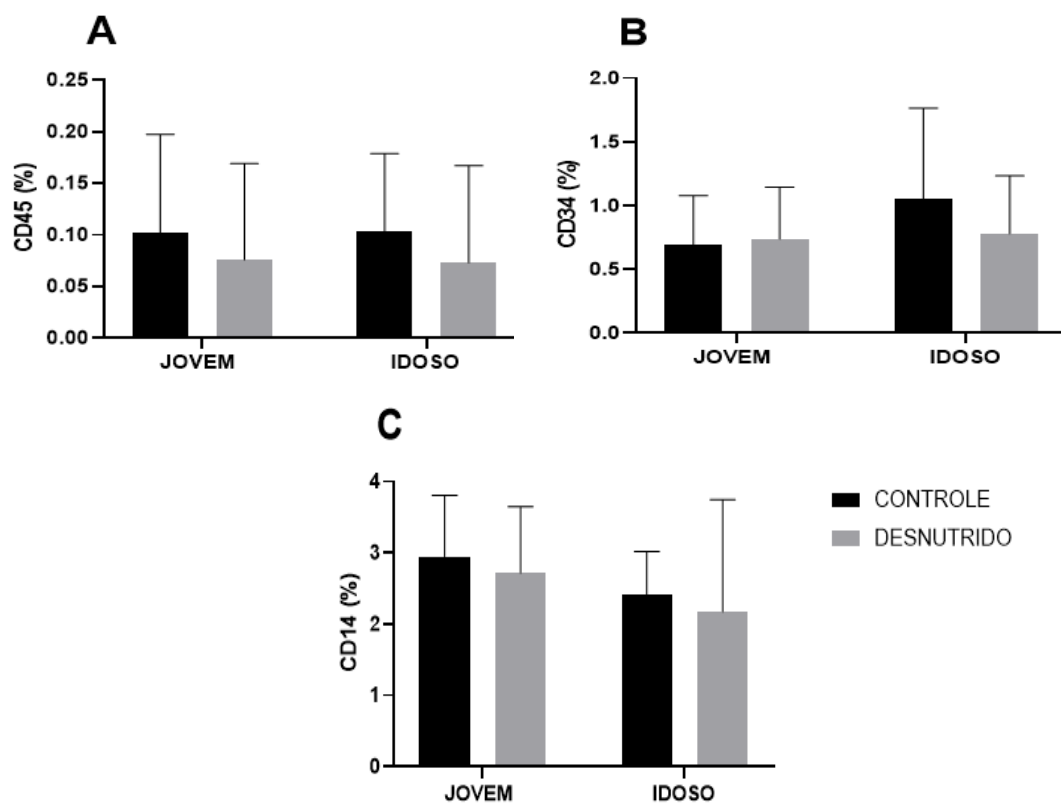 A
CD45 (%)
0.25
0.20
0.15
0.10
0.05
0.00
JOVEM IDOSO
B
CD34 (%)
2.0
1.5
1.0
0.5
0.0
JOVEM IDOSO
C
CD14 (%)
4
3
2
1
0
JOVEM IDOSO
CONTROLE
DESNUTRIDO